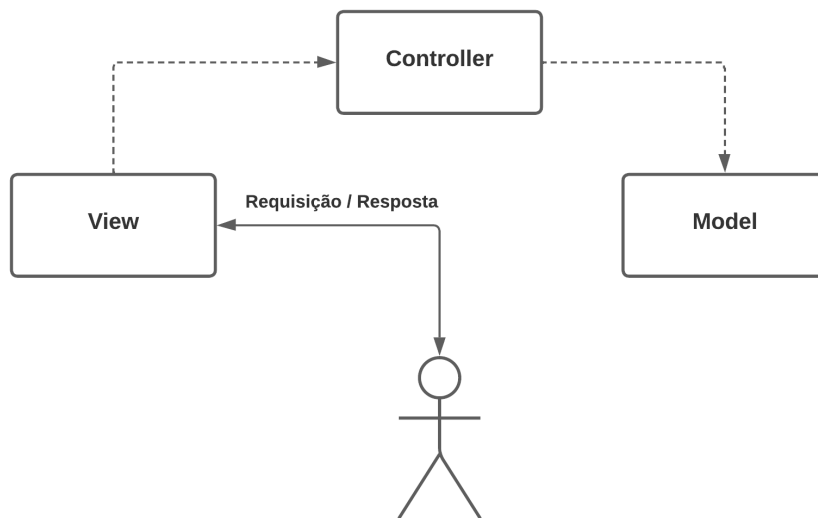 Controller
View
Requisição / Resposta
Model